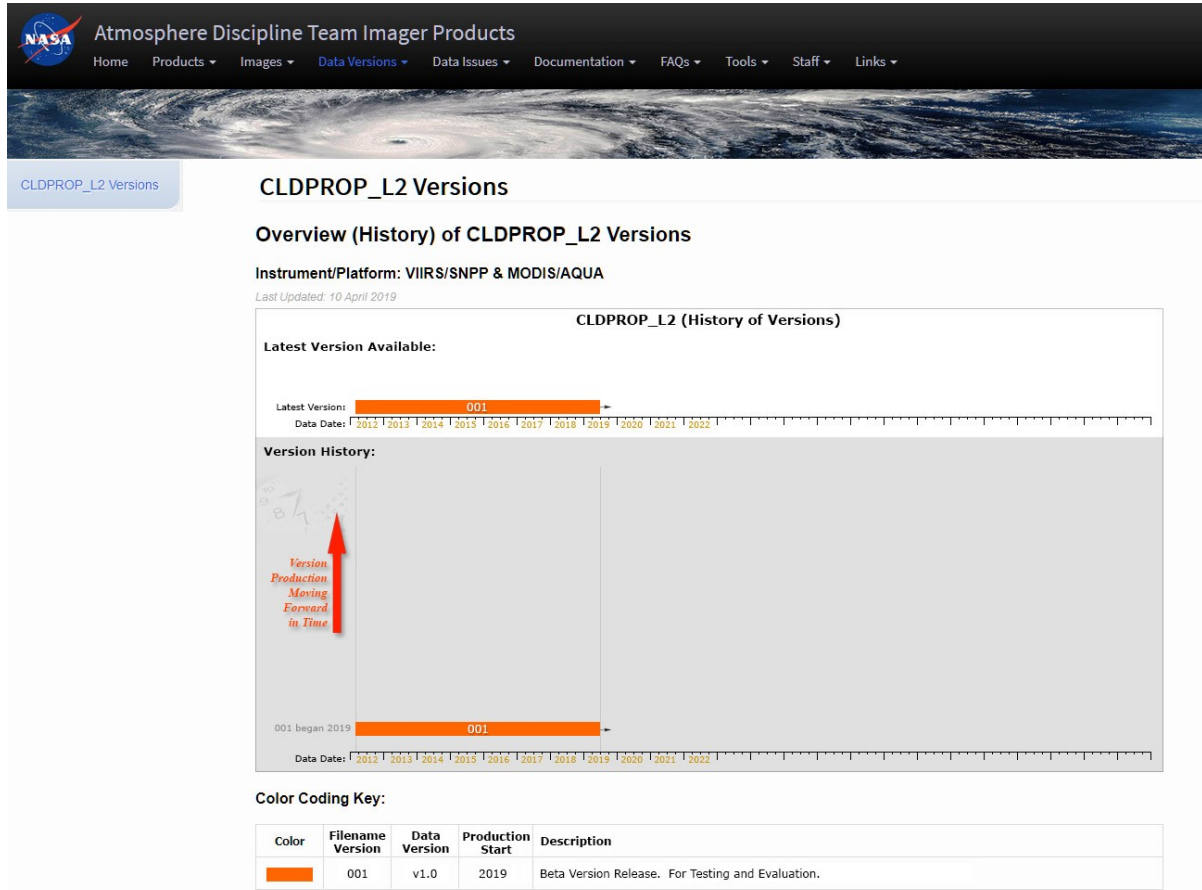 NASA
Atmosphere Discipline Team Imager Products
Home Products Images Data Versions Data Issues Documentation FAQs Tools Staff Links
CLDPROP_L2 Versions
CLDPROP_L2 Versions
Overview (History) of CLDPROP_L2 Versions
Instrument/Platform: VIIRS/SNPP & MODIS/AQUA
Last Updated: 10 April 2019
CLDPROP_L2 (History of Versions)
Latest Version Available:
Latest Version: 001
Data Date: 2012 2013 2014 2015 2016 2017 2018 2019 2020 2021 2022
Version History:
8 7 7
Version
Production
Moving
Forward
in Time
001 began 2019 001
Data Date: 2012 2013 2014 2015 2016 2017 2018 2019 2020 2021 2022
Color Coding Key:
Color Filename Version Data Version Production Start Description
001 v1.0 2019 Beta Version Release. For Testing and Evaluation.